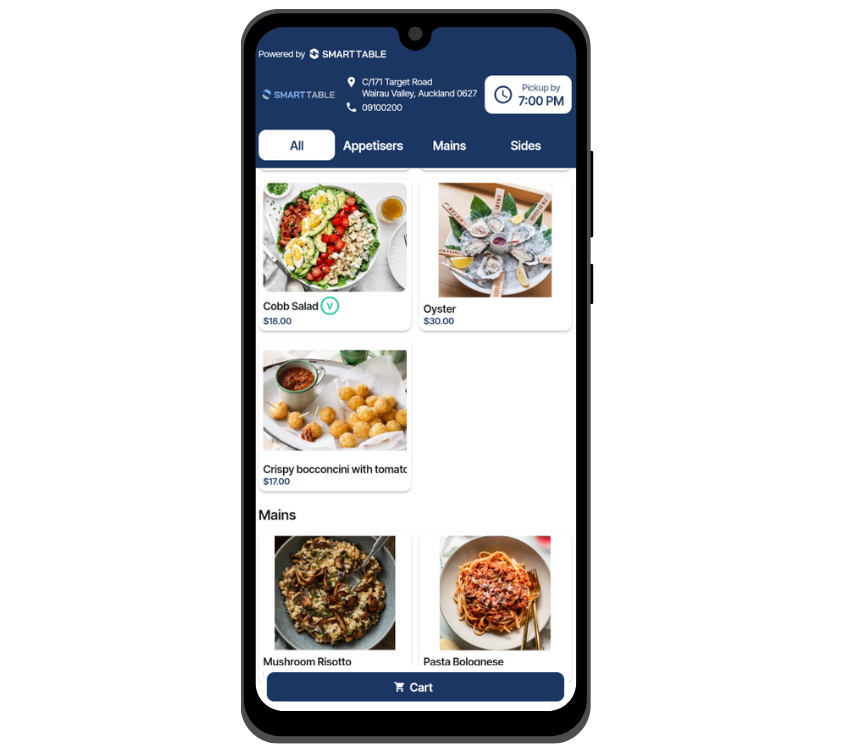 Powered by SMARTTABLE
SMARTTABLE
C/171 Target Road
Wairau Valley, Auckland 0627
09100200
Pickup by
7:00 PM
All
Appetisers
Mains
Sides
Cobb Salad V
$18.00
Oyster
$30.00
Crispy bocconcini with tomato
$17.00
Mains
Mushroom Risotto
Pasta Bolognese
Cart